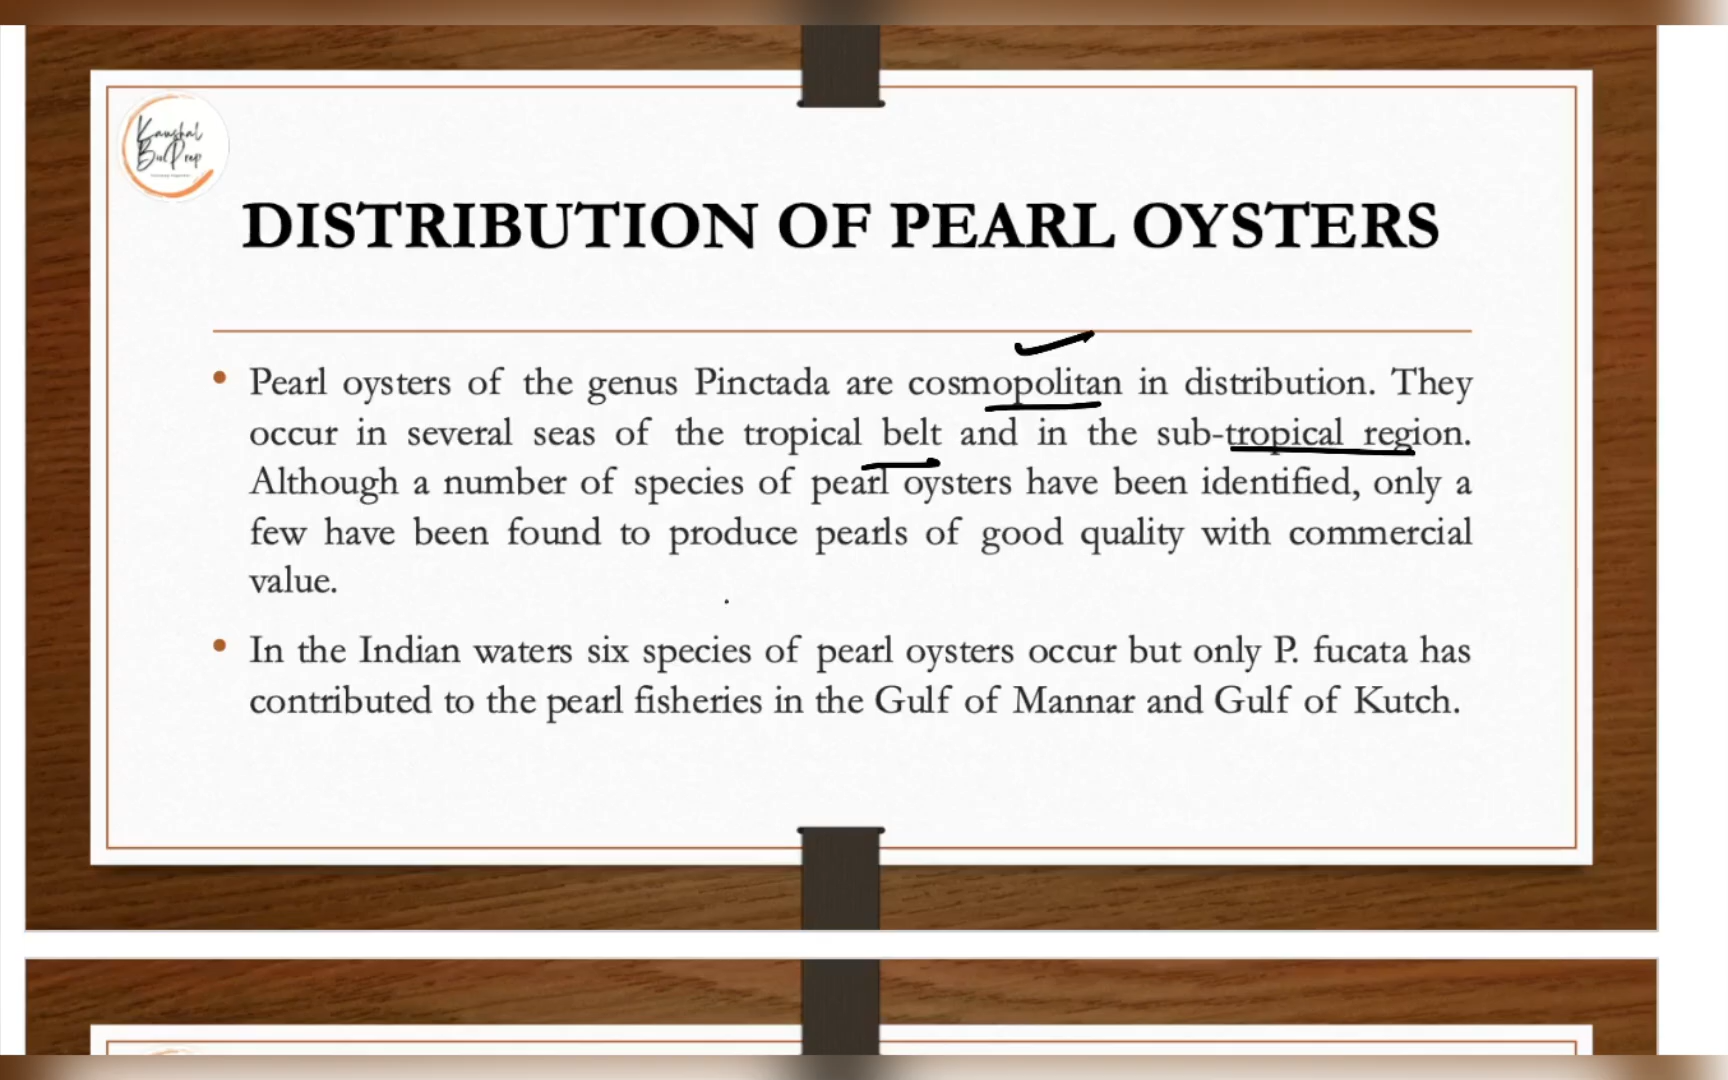 Kaushal
BioPrep
DISTRIBUTION OF PEARL OYSTERS
• Pearl oysters of the genus Pinctada are cosmopolitan in distribution. They
occur in several seas of the tropical belt and in the sub-tropical region.
Although a number of species of pearl oysters have been identified, only a
few have been found to produce pearls of good quality with commercial
value.
• In the Indian waters six species of pearl oysters occur but only P. fucata has
contributed to the pearl fisheries in the Gulf of Mannar and Gulf of Kutch.